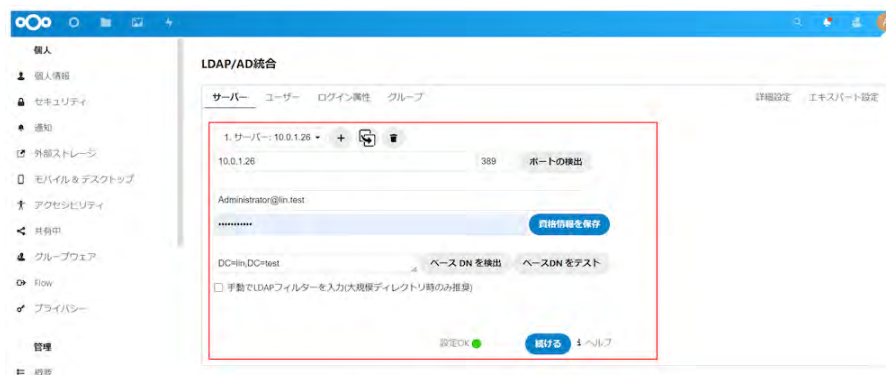 個人
個人情報
セキュリティ
通知
外部ストレージ
モバイル & デスクトップ
アクセシビリティ
共有中
グループウェア
Flow
プライバシー
管理
概要
LDAP/AD統合
サーバー ユーザー ログイン属性 グループ 詳細設定 エキスパート設定
1. サーバー: 10.0.1.26
10.0.1.26 389 ポートの検出
Administrator@lin.test
••••••••••• 資格情報を保存
DC=lin,DC=test ベース DN を検出 ベースDN をテスト
手動でLDAPフィルターを入力(大規模ディレクトリ時のみ推奨)
設定OK 続ける ヘルプ